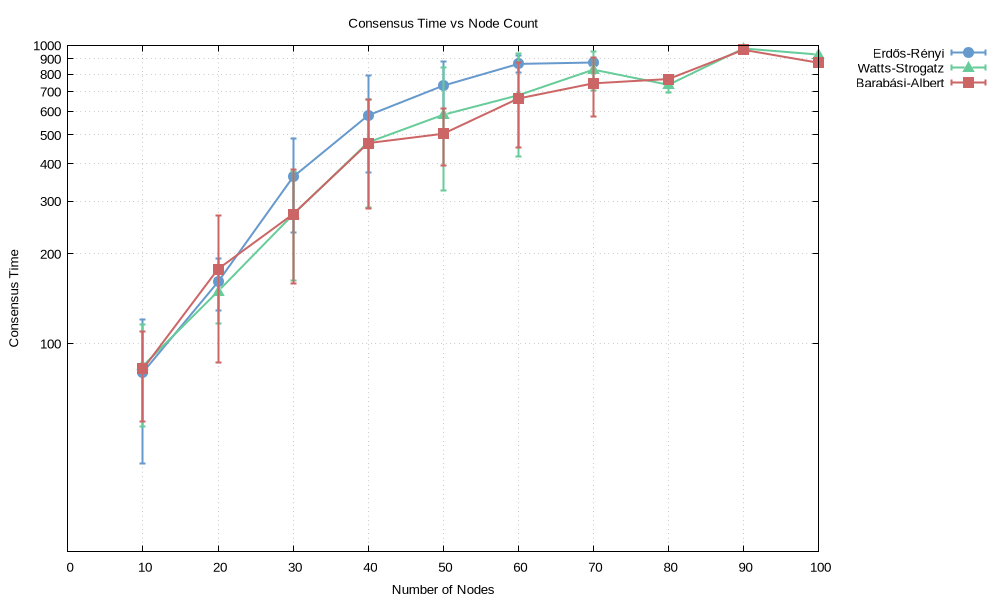 Consensus Time vs Node Count
1000
900
800
700
600
500
400
300
200
100
Consensus Time
0 10 20 30 40 50 60 70 80 90 100
Number of Nodes
Erdős-Rényi
Watts-Strogatz
Barabási-Albert